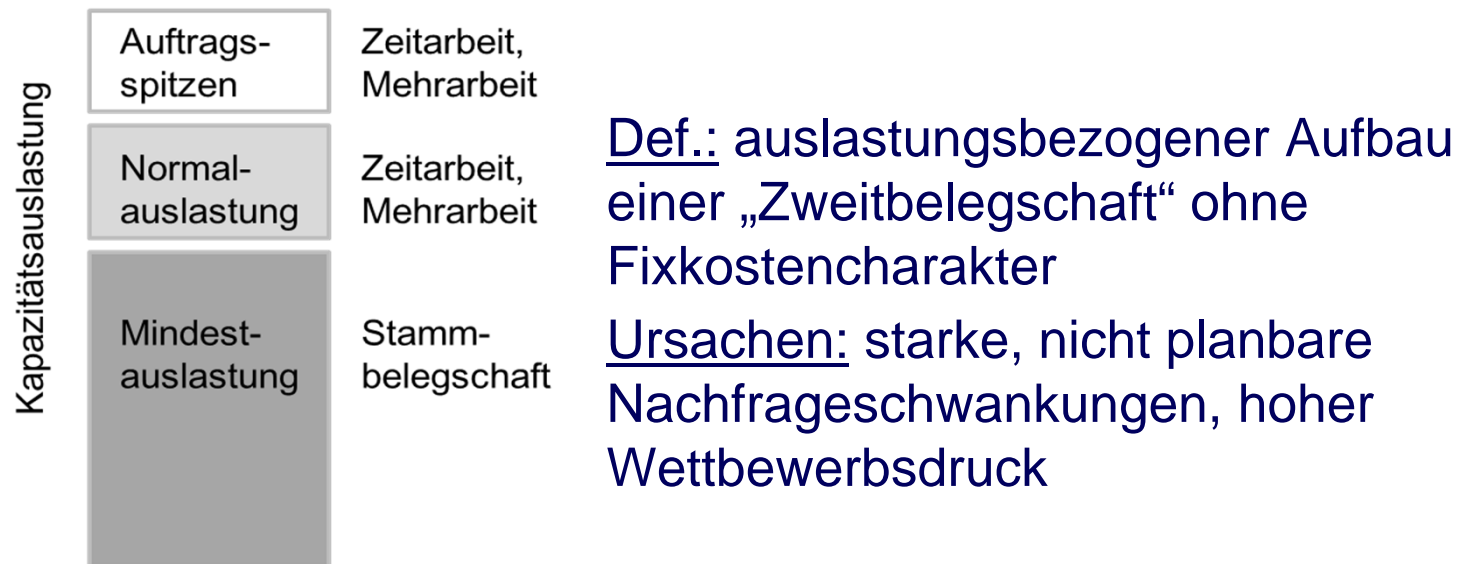 Kapazitätsauslastung
Auftrags-
spitzen
Zeitarbeit,
Mehrarbeit
Normal-
auslastung
Zeitarbeit,
Mehrarbeit
Mindest-
auslastung
Stamm-
belegschaft
Def.: auslastungsbezogener Aufbau
einer „Zweitbelegschaft“ ohne
Fixkostencharakter
Ursachen: starke, nicht planbare
Nachfrageschwankungen, hoher
Wettbewerbsdruck